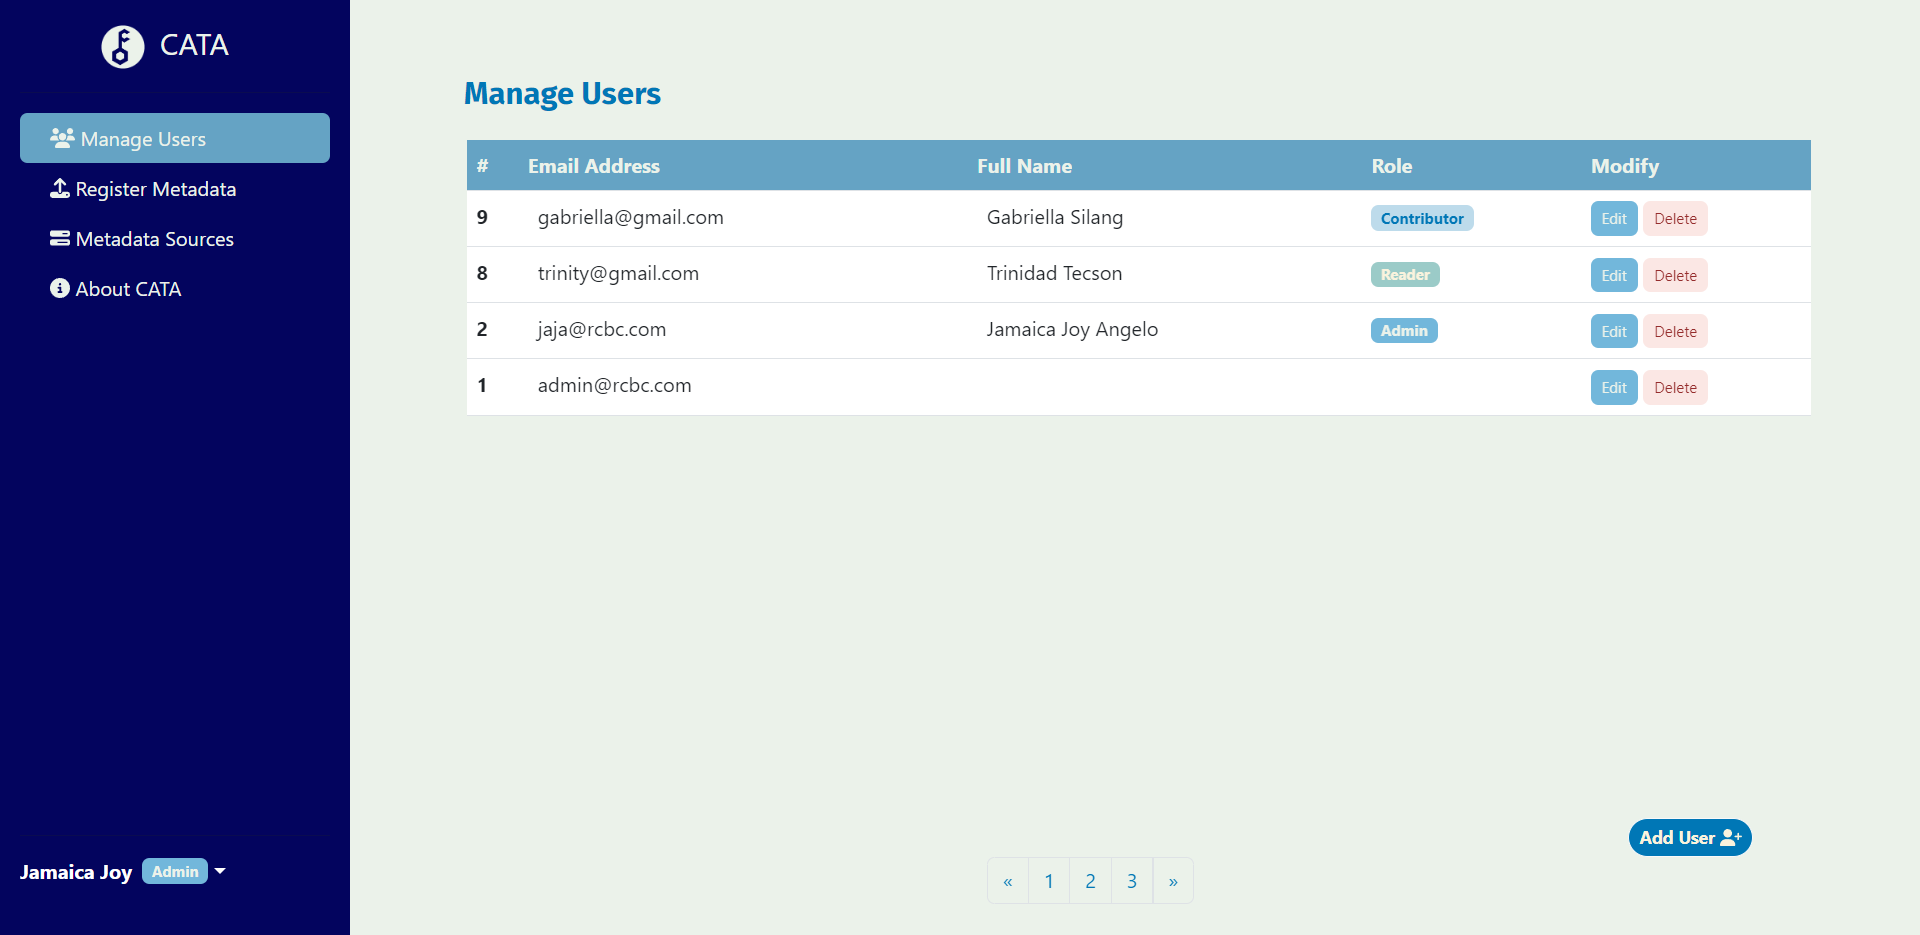 CATA
Manage Users
Register Metadata
Metadata Sources
About CATA
Jamaica Joy Admin
Manage Users
# Email Address Full Name Role Modify
9 gabriella@gmail.com Gabriella Silang Contributor Edit Delete
8 trinity@gmail.com Trinidad Tecson Reader Edit Delete
2 jaja@rcbc.com Jamaica Joy Angelo Admin Edit Delete
1 admin@rcbc.com Edit Delete
Add User
« 1 2 3 »